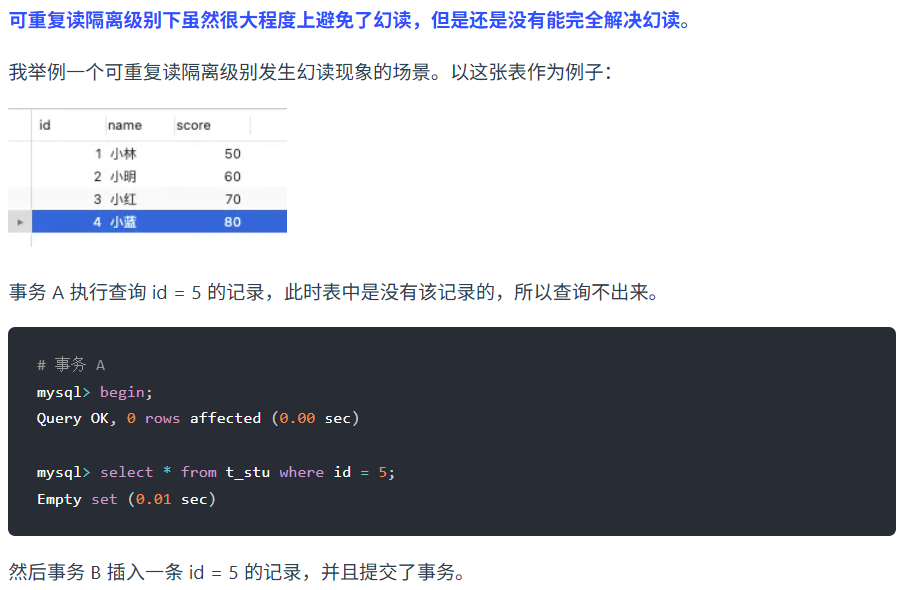 可重复读隔离级别下虽然很大程度上避免了幻读，但是还是没有能完全解决幻读。
我举例一个可重复读隔离级别发生幻读现象的场景。以这张表作为例子：
id name score
1 小林 50
2 小明 60
3 小红 70
4 小蓝 80
事务 A 执行查询 id = 5 的记录，此时表中是没有该记录的，所以查询不出来。
# 事务 A
mysql> begin;
Query OK, 0 rows affected (0.00 sec)
mysql> select * from t_stu where id = 5;
Empty set (0.01 sec)
然后事务 B 插入一条 id = 5 的记录，并且提交了事务。